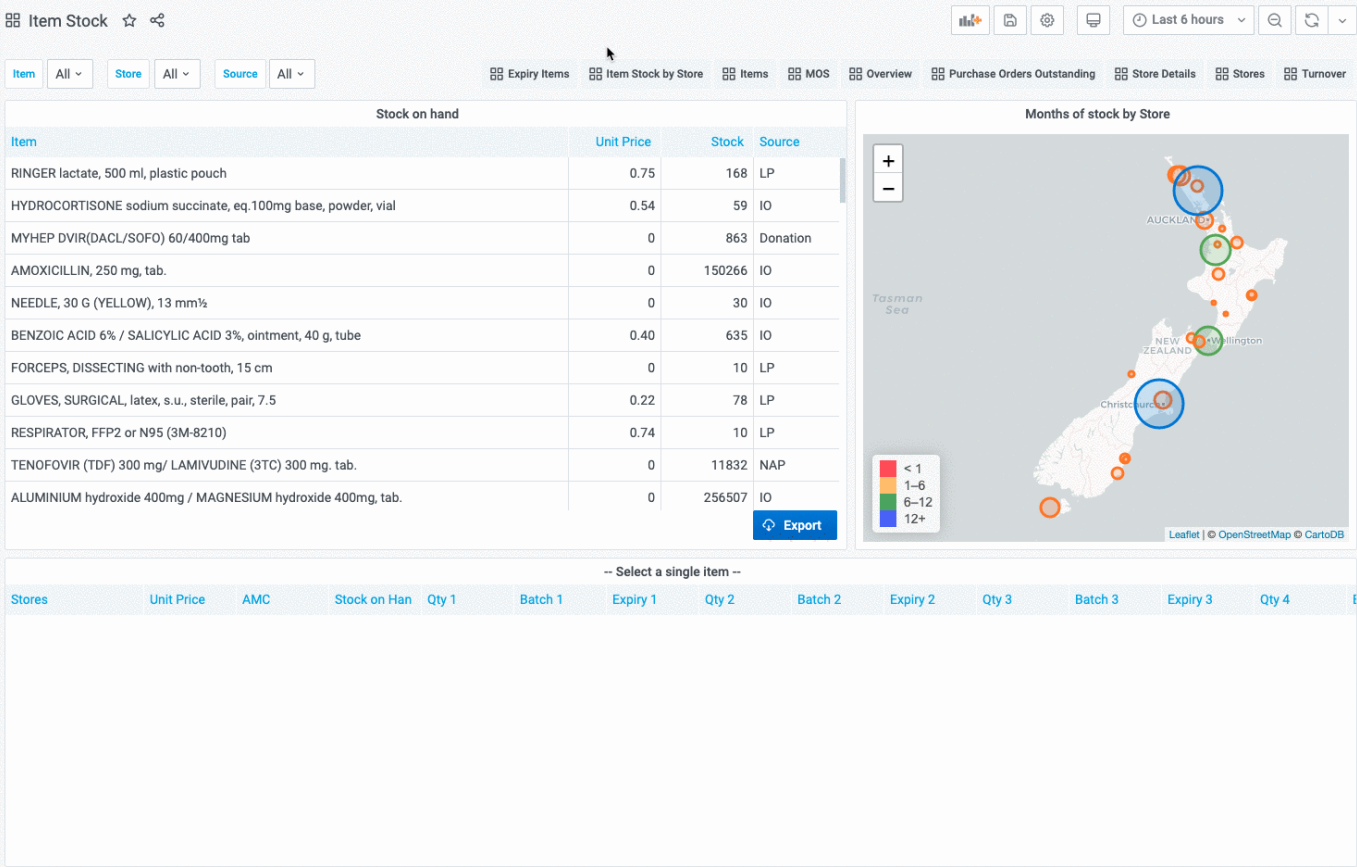 Item Stock
Last 6 hours
Item All Store All Source All
Expiry Items Item Stock by Store Items MOS Overview Purchase Orders Outstanding Store Details Stores Turnover
Stock on hand
Item Unit Price Stock Source
RINGER lactate, 500 ml, plastic pouch 0.75 168 LP
HYDROCORTISONE sodium succinate, eq.100mg base, powder, vial 0.54 59 IO
MYHEP DVIR(DACL/SOFO) 60/400mg tab 0 863 Donation
AMOXICILLIN, 250 mg, tab. 0 150266 IO
NEEDLE, 30 G (YELLOW), 13 mm½ 0 30 IO
BENZOIC ACID 6% / SALICYLIC ACID 3%, ointment, 40 g, tube 0.40 635 IO
FORCEPS, DISSECTING with non-tooth, 15 cm 0 10 LP
GLOVES, SURGICAL, latex, s.u., sterile, pair, 7.5 0.22 78 LP
RESPIRATOR, FFP2 or N95 (3M-8210) 0.74 10 LP
TENOFOVIR (TDF) 300 mg/ LAMIVUDINE (3TC) 300 mg. tab. 0 11832 NAP
ALUMINIUM hydroxide 400mg / MAGNESIUM hydroxide 400mg, tab. 0 256507 IO
Export
Months of stock by Store
+
−
AUCKLAND
Tasman
Sea
NEW
ZEALAND
Wellington
Christchurch
< 1
1–6
6–12
12+
Leaflet | © OpenStreetMap © CartoDB
-- Select a single item --
Stores Unit Price AMC Stock on Han Qty 1 Batch 1 Expiry 1 Qty 2 Batch 2 Expiry 2 Qty 3 Batch 3 Expiry 3 Qty 4